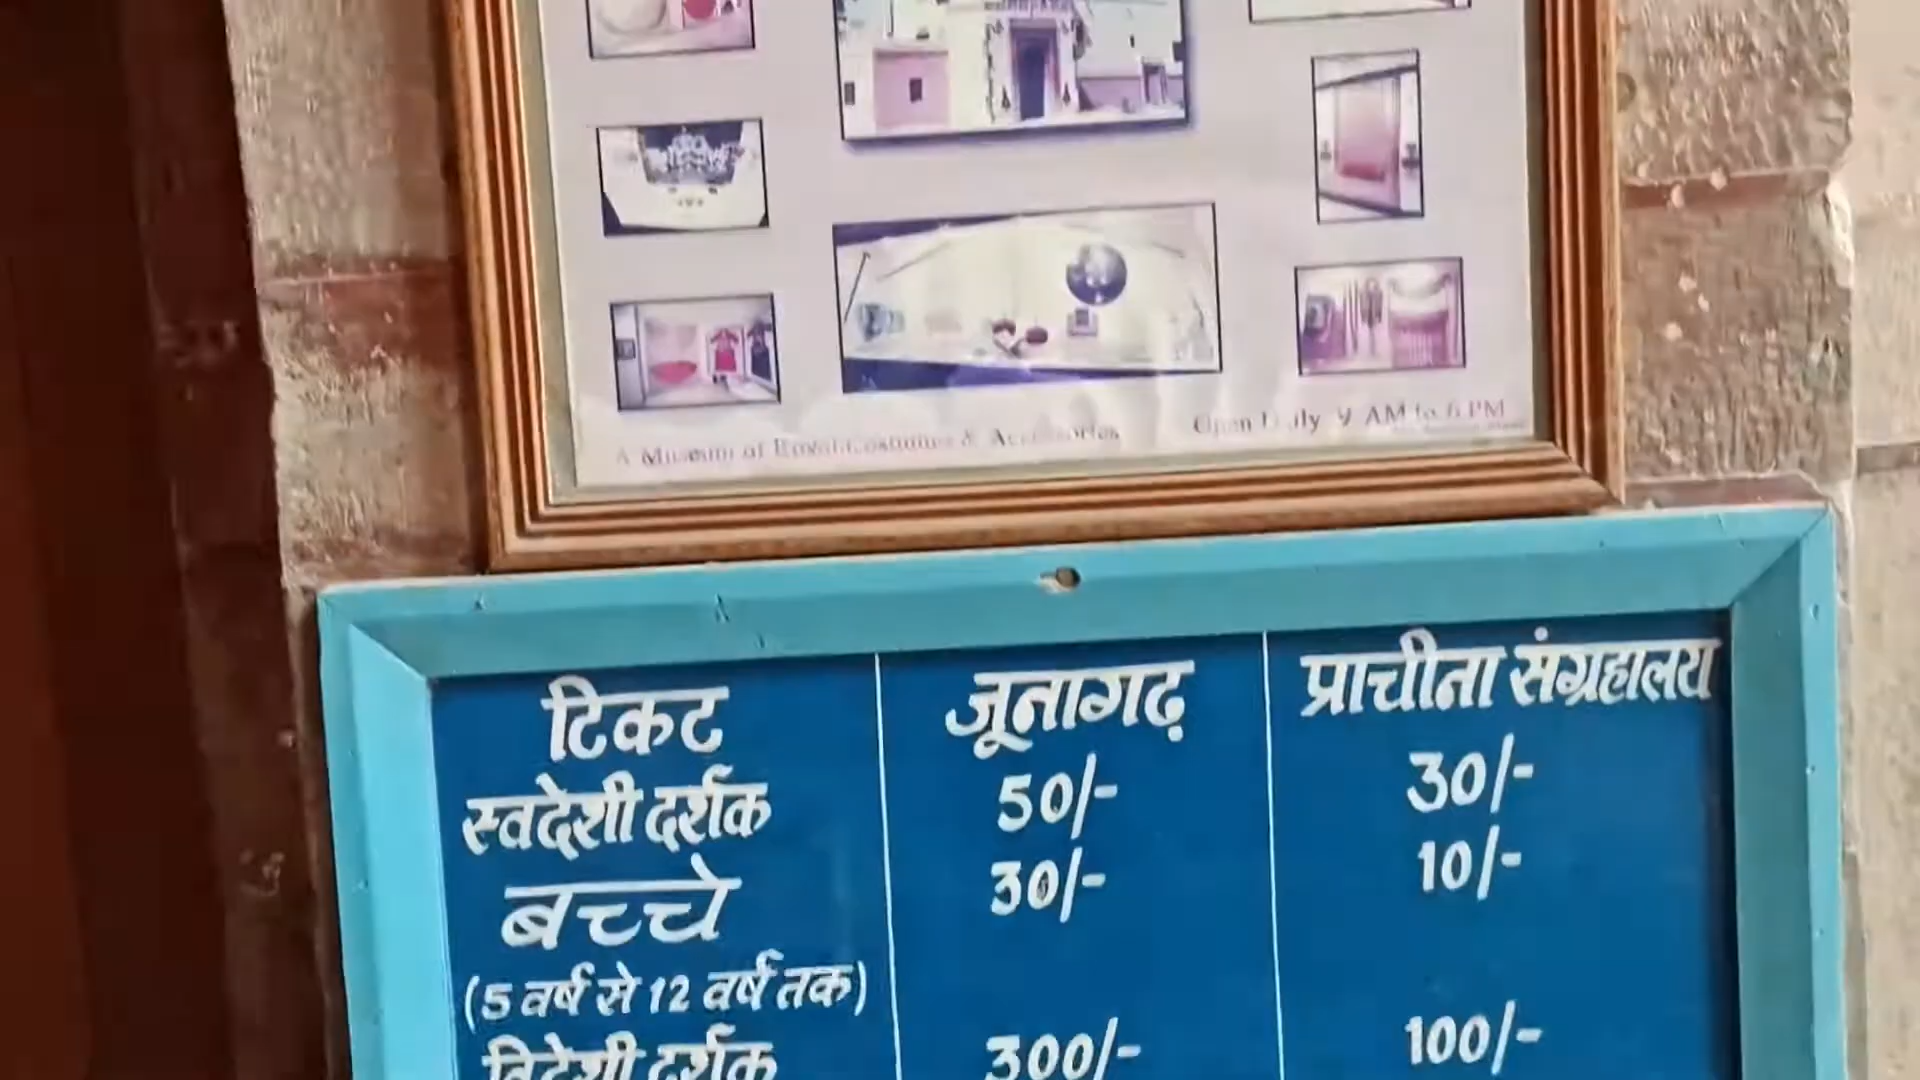 A Museum of Royal Costumes & Accessories
Open Daily 9 AM to 6 PM
टिकट जूनागढ़ प्राचीना संग्रहालय
स्वदेशी दर्शक 50/- 30/-
बच्चे 30/- 10/-
(5 वर्ष से 12 वर्ष तक)
विदेशी दर्शक 300/- 100/-